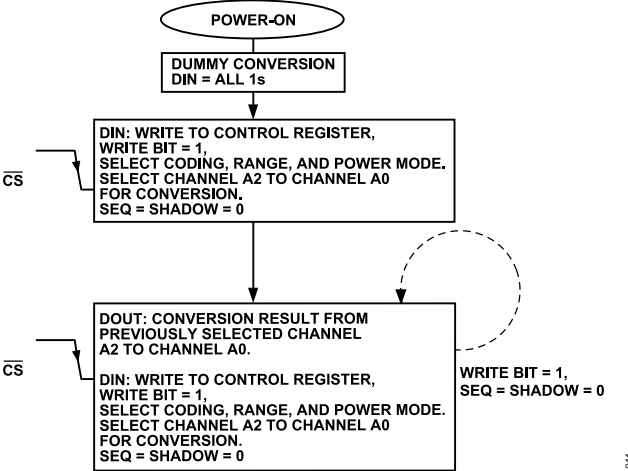 POWER-ON
DUMMY CONVERSION
DIN = ALL 1s
DIN: WRITE TO CONTROL REGISTER,
WRITE BIT = 1,
SELECT CODING, RANGE, AND POWER MODE.
SELECT CHANNEL A2 TO CHANNEL A0
FOR CONVERSION.
SEQ = SHADOW = 0
CS
DOUT: CONVERSION RESULT FROM
PREVIOUSLY SELECTED CHANNEL
A2 TO CHANNEL A0.
DIN: WRITE TO CONTROL REGISTER,
WRITE BIT = 1,
SELECT CODING, RANGE, AND POWER MODE.
SELECT CHANNEL A2 TO CHANNEL A0
FOR CONVERSION.
SEQ = SHADOW = 0
CS
WRITE BIT = 1,
SEQ = SHADOW = 0